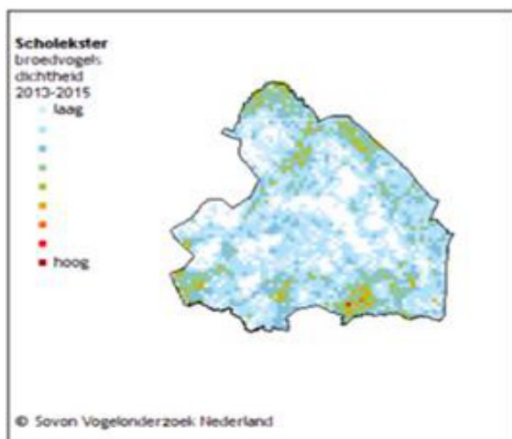 Scholekster
broedvogels
dichtheid
2013-2015
laag
hoog
© Sovon Vogelonderzoek Nederland